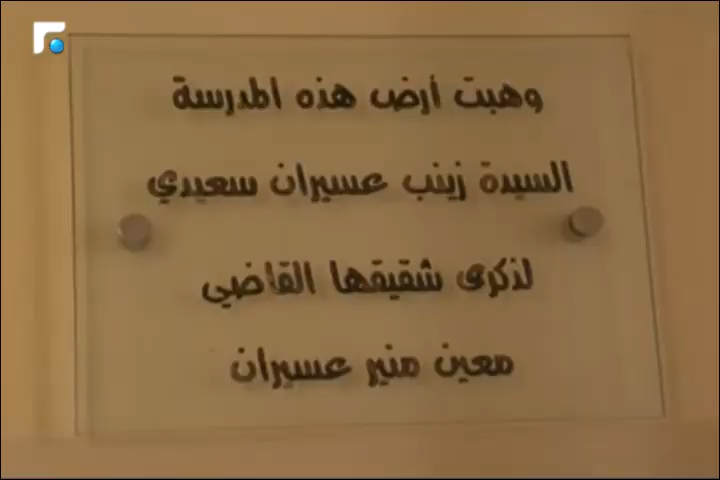 وهبت أرض هذه المدرسة
السيدة زينب عسيران سعيدي
لذكرى شقيقها القاضي
معين منير عسيران